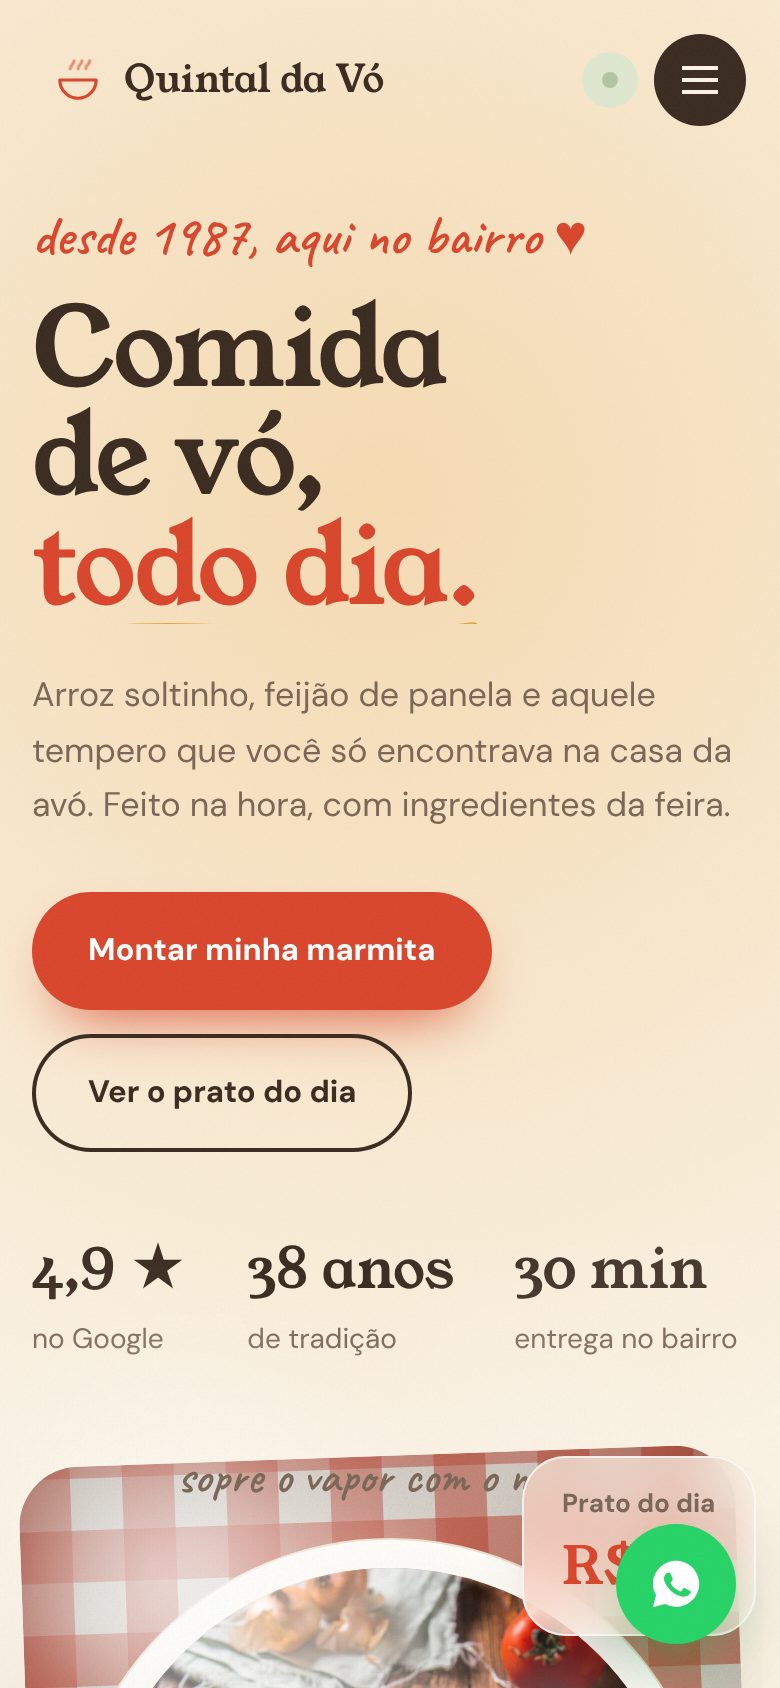 Quintal da Vó
desde 1987, aqui no bairro ♥
Comida
de vó,
todo dia.
Arroz soltinho, feijão de panela e aquele
tempero que você só encontrava na casa da
avó. Feito na hora, com ingredientes da feira.
Montar minha marmita
Ver o prato do dia
4,9 ★
no Google
38 anos
de tradição
30 min
entrega no bairro
sopre o vapor com o
Prato do dia
R$